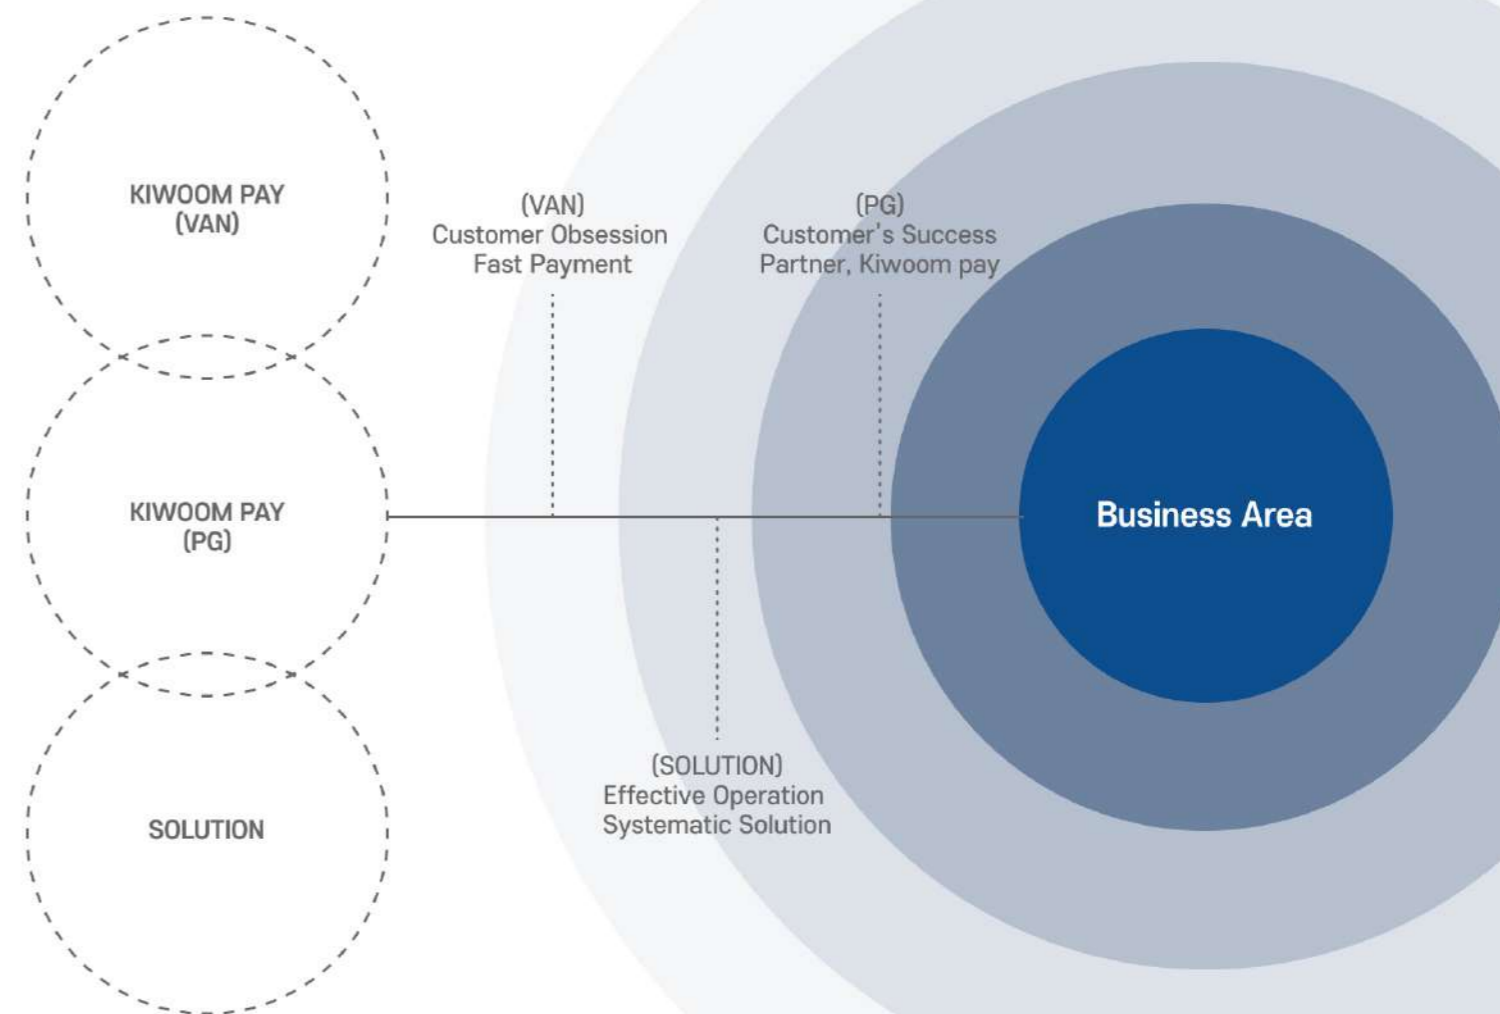 KIWOOM PAY
(VAN)
(VAN)
Customer Obsession
Fast Payment
(PG)
Customer's Success
Partner, Kiwoom pay
KIWOOM PAY
(PG)
Business Area
(SOLUTION)
Effective Operation
Systematic Solution
SOLUTION